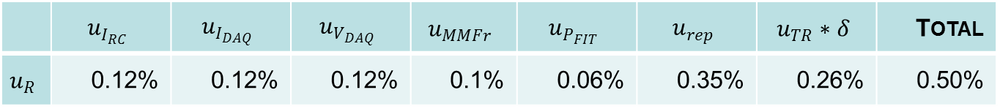 u_{I_{RC}} u_{I_{DAQ}} u_{V_{DAQ}} u_{MMFr} u_{P_{FIT}} u_{rep} u_{TR} * δ TOTAL
u_R 0.12% 0.12% 0.12% 0.1% 0.06% 0.35% 0.26% 0.50%